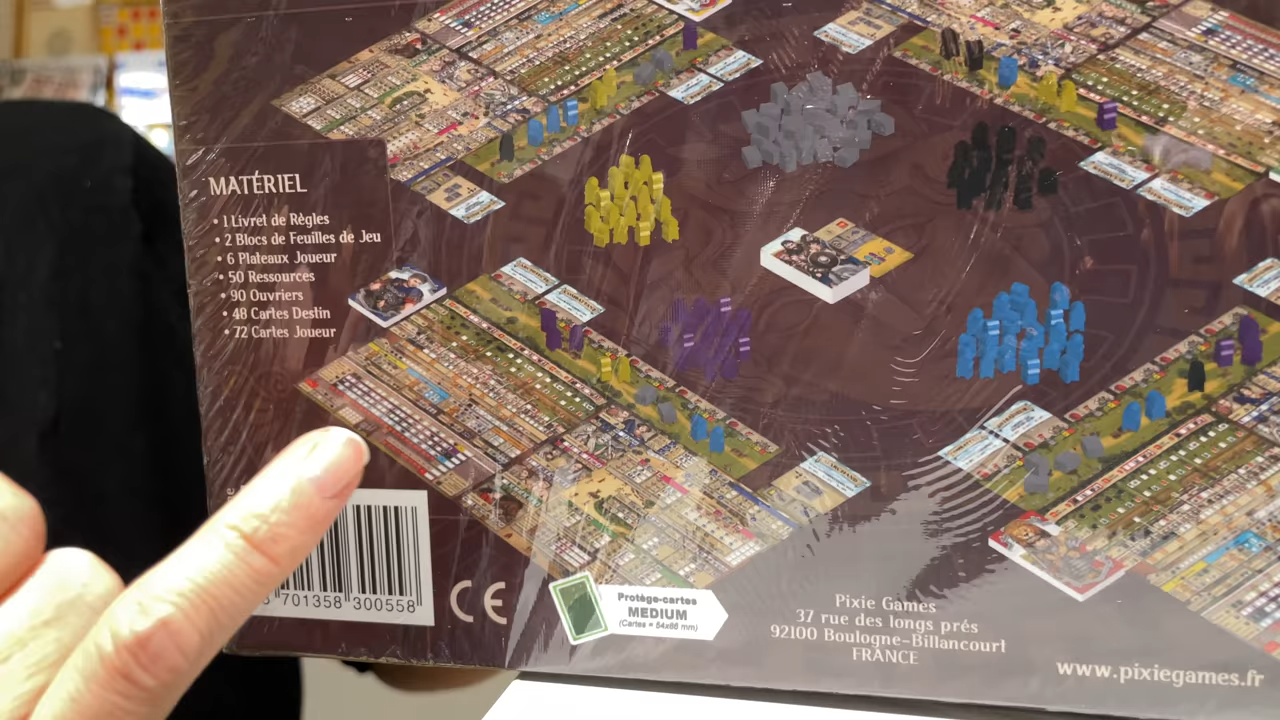 MATÉRIEL
• 1 Livret de Règles
• 2 Blocs de Feuilles de Jeu
• 6 Plateaux Joueur
• 50 Ressources
• 90 Ouvriers
• 48 Cartes Destin
• 72 Cartes Joueur
701358 300558
CE
Protège-cartes
MEDIUM
(Cartes = 64x88 mm)
Pixie Games
37 rue des longs prés
92100 Boulogne-Billancourt
FRANCE
www.pixiegames.fr